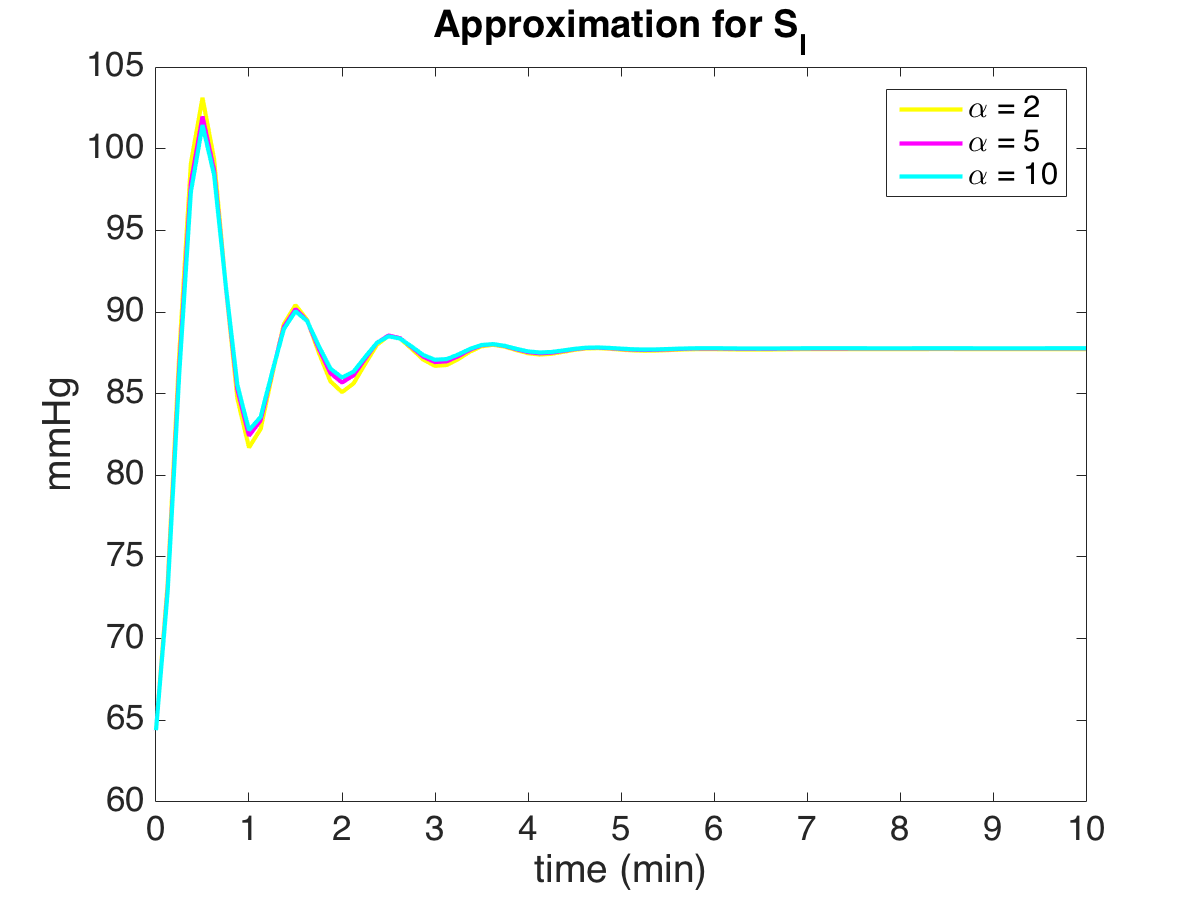 Approximation for S_I
105
100
95
90
85
80
75
70
65
60
mmHg
α = 2
α = 5
α = 10
0 1 2 3 4 5 6 7 8 9 10
time (min)